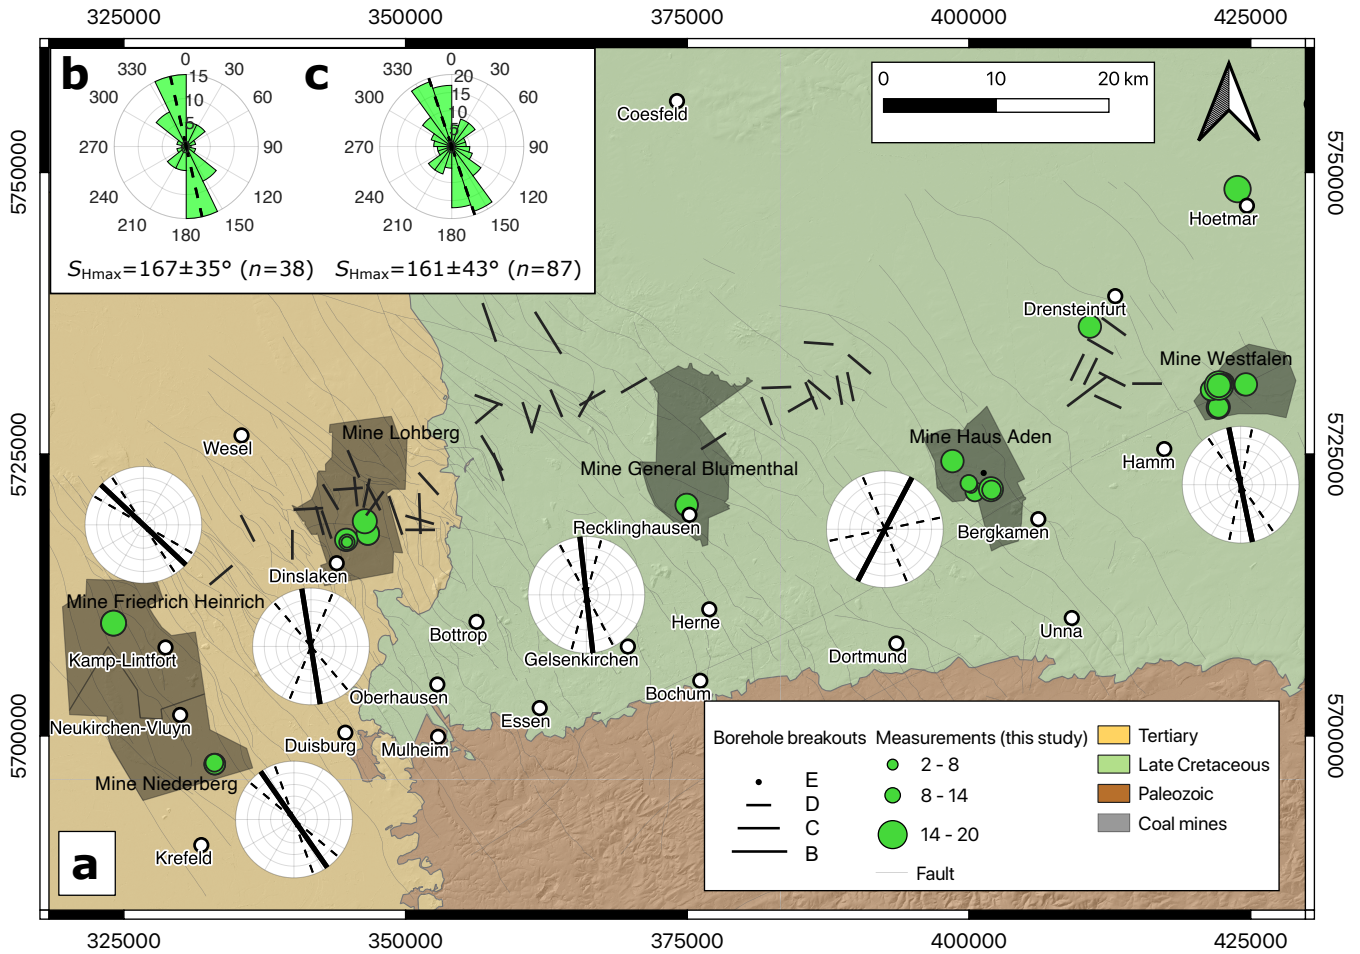 325000
350000
375000
400000
425000
b
0
30
60
90
120
150
180
210
240
270
300
330
15
10
5
c
0
30
60
90
120
150
180
210
240
270
300
330
20
15
10
5
SHmax=167±35° (n=38)
SHmax=161±43° (n=87)
0 10 20 km
5750000
5750000
5725000
5725000
5700000
5700000
Coesfeld
Hoetmar
Drensteinfurt
Mine Westfalen
Mine Lohberg
Wesel
Mine Haus Aden
Mine General Blumenthal
Hamm
Recklinghausen
Bergkamen
Dinslaken
Mine Friedrich Heinrich
Kamp-Lintfort
Bottrop
Herne
Unna
Gelsenkirchen
Dortmund
Oberhausen
Bochum
Neukirchen-Vluyn
Essen
Duisburg
Mulheim
Mine Niederberg
Krefeld
a
Borehole breakouts
E
D
C
B
Measurements (this study)
2 - 8
8 - 14
14 - 20
Fault
Tertiary
Late Cretaceous
Paleozoic
Coal mines
325000
350000
375000
400000
425000